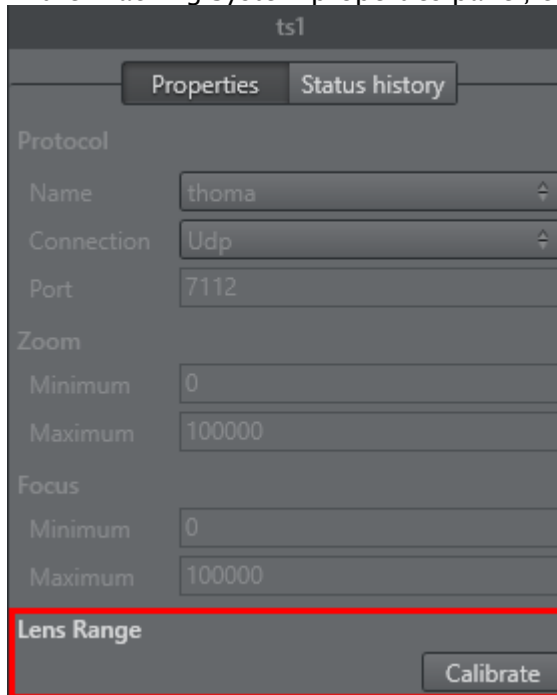 ts1
Properties Status history
Protocol
Name thoma
Connection Udp
Port 7112
Zoom
Minimum 0
Maximum 100000
Focus
Minimum 0
Maximum 100000
Lens Range
Calibrate